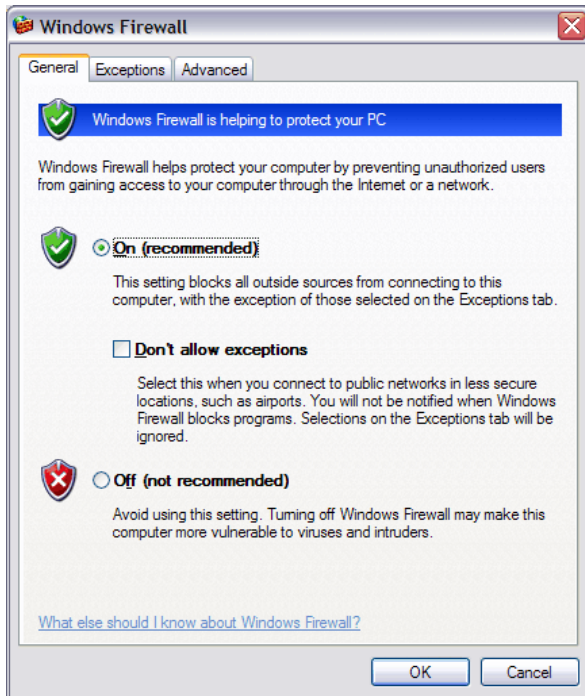 Windows Firewall
General Exceptions Advanced
Windows Firewall is helping to protect your PC
Windows Firewall helps protect your computer by preventing unauthorized users
from gaining access to your computer through the Internet or a network.
On (recommended)
This setting blocks all outside sources from connecting to this
computer, with the exception of those selected on the Exceptions tab.
Don't allow exceptions
Select this when you connect to public networks in less secure
locations, such as airports. You will not be notified when Windows
Firewall blocks programs. Selections on the Exceptions tab will be
ignored.
Off (not recommended)
Avoid using this setting. Turning off Windows Firewall may make this
computer more vulnerable to viruses and intruders.
What else should I know about Windows Firewall?
OK Cancel